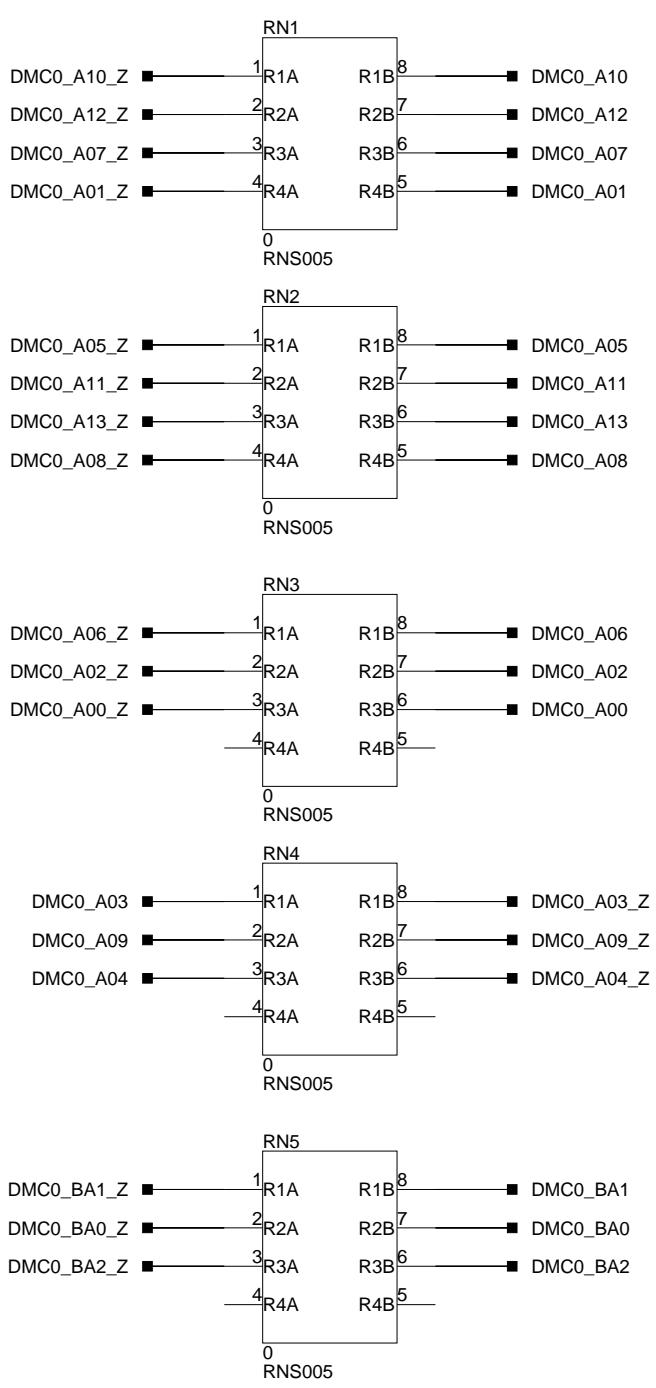 RN1
DMC0_A10_Z 1 R1A R1B 8 DMC0_A10
DMC0_A12_Z 2 R2A R2B 7 DMC0_A12
DMC0_A07_Z 3 R3A R3B 6 DMC0_A07
DMC0_A01_Z 4 R4A R4B 5 DMC0_A01
0
RNS005
RN2
DMC0_A05_Z 1 R1A R1B 8 DMC0_A05
DMC0_A11_Z 2 R2A R2B 7 DMC0_A11
DMC0_A13_Z 3 R3A R3B 6 DMC0_A13
DMC0_A08_Z 4 R4A R4B 5 DMC0_A08
0
RNS005
RN3
DMC0_A06_Z 1 R1A R1B 8 DMC0_A06
DMC0_A02_Z 2 R2A R2B 7 DMC0_A02
DMC0_A00_Z 3 R3A R3B 6 DMC0_A00
4 R4A R4B 5
0
RNS005
RN4
DMC0_A03 1 R1A R1B 8 DMC0_A03_Z
DMC0_A09 2 R2A R2B 7 DMC0_A09_Z
DMC0_A04 3 R3A R3B 6 DMC0_A04_Z
4 R4A R4B 5
0
RNS005
RN5
DMC0_BA1_Z 1 R1A R1B 8 DMC0_BA1
DMC0_BA0_Z 2 R2A R2B 7 DMC0_BA0
DMC0_BA2_Z 3 R3A R3B 6 DMC0_BA2
4 R4A R4B 5
0
RNS005